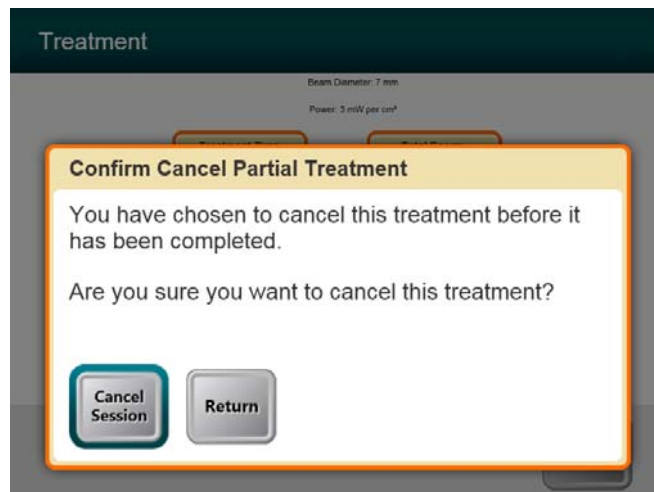 Treatment
Beam Diameter: 7 mm
Power: 3 mW per cm²
Confirm Cancel Partial Treatment
You have chosen to cancel this treatment before it
has been completed.
Are you sure you want to cancel this treatment?
Cancel
Session
Return